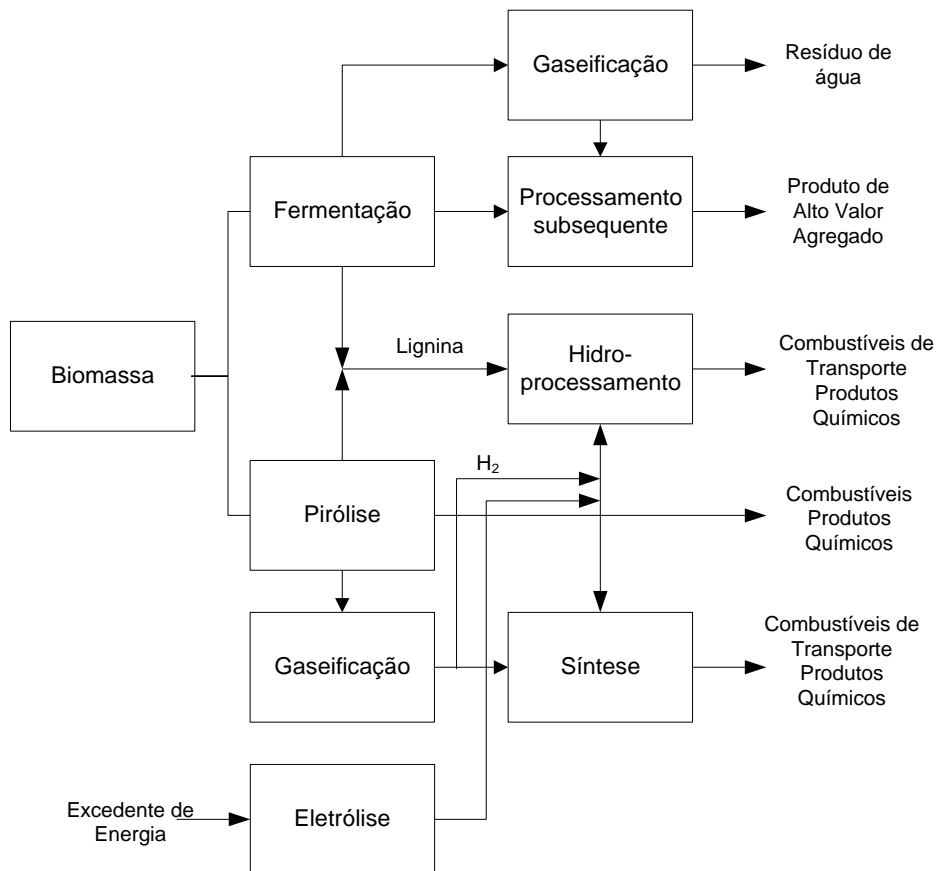 Gaseificação
Resíduo de
água
Fermentação
Processamento
subsequente
Produto de
Alto Valor
Agregado
Biomassa
Lignina
Hidro-
processamento
Combustíveis de
Transporte
Produtos
Químicos
H₂
Pirólise
Combustíveis
Produtos
Químicos
Gaseificação
Síntese
Combustíveis de
Transporte
Produtos
Químicos
Excedente de
Energia
Eletrólise